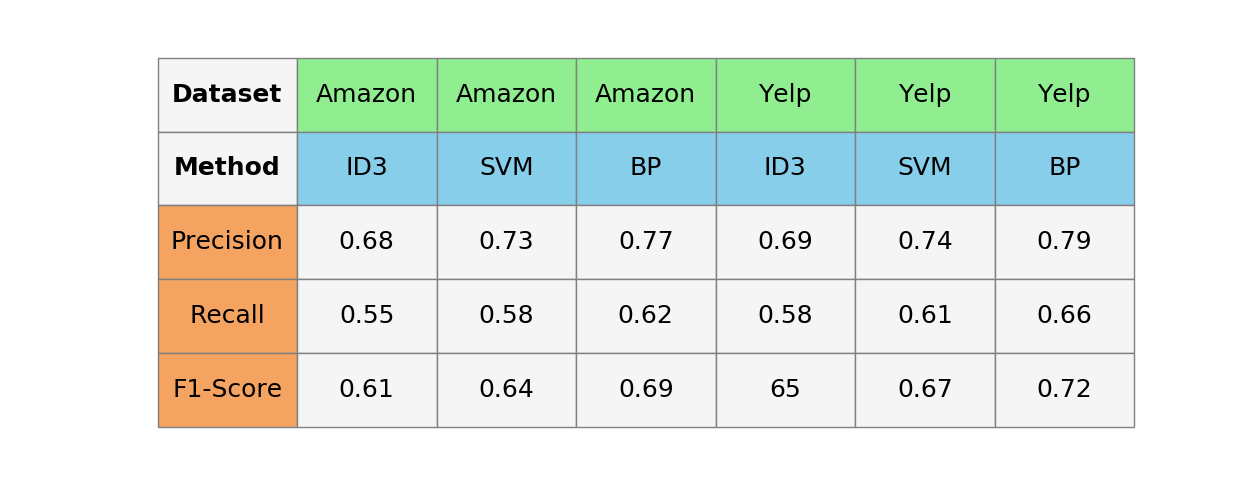 Dataset Amazon Amazon Amazon Yelp Yelp Yelp
Method ID3 SVM BP ID3 SVM BP
Precision 0.68 0.73 0.77 0.69 0.74 0.79
Recall 0.55 0.58 0.62 0.58 0.61 0.66
F1-Score 0.61 0.64 0.69 65 0.67 0.72